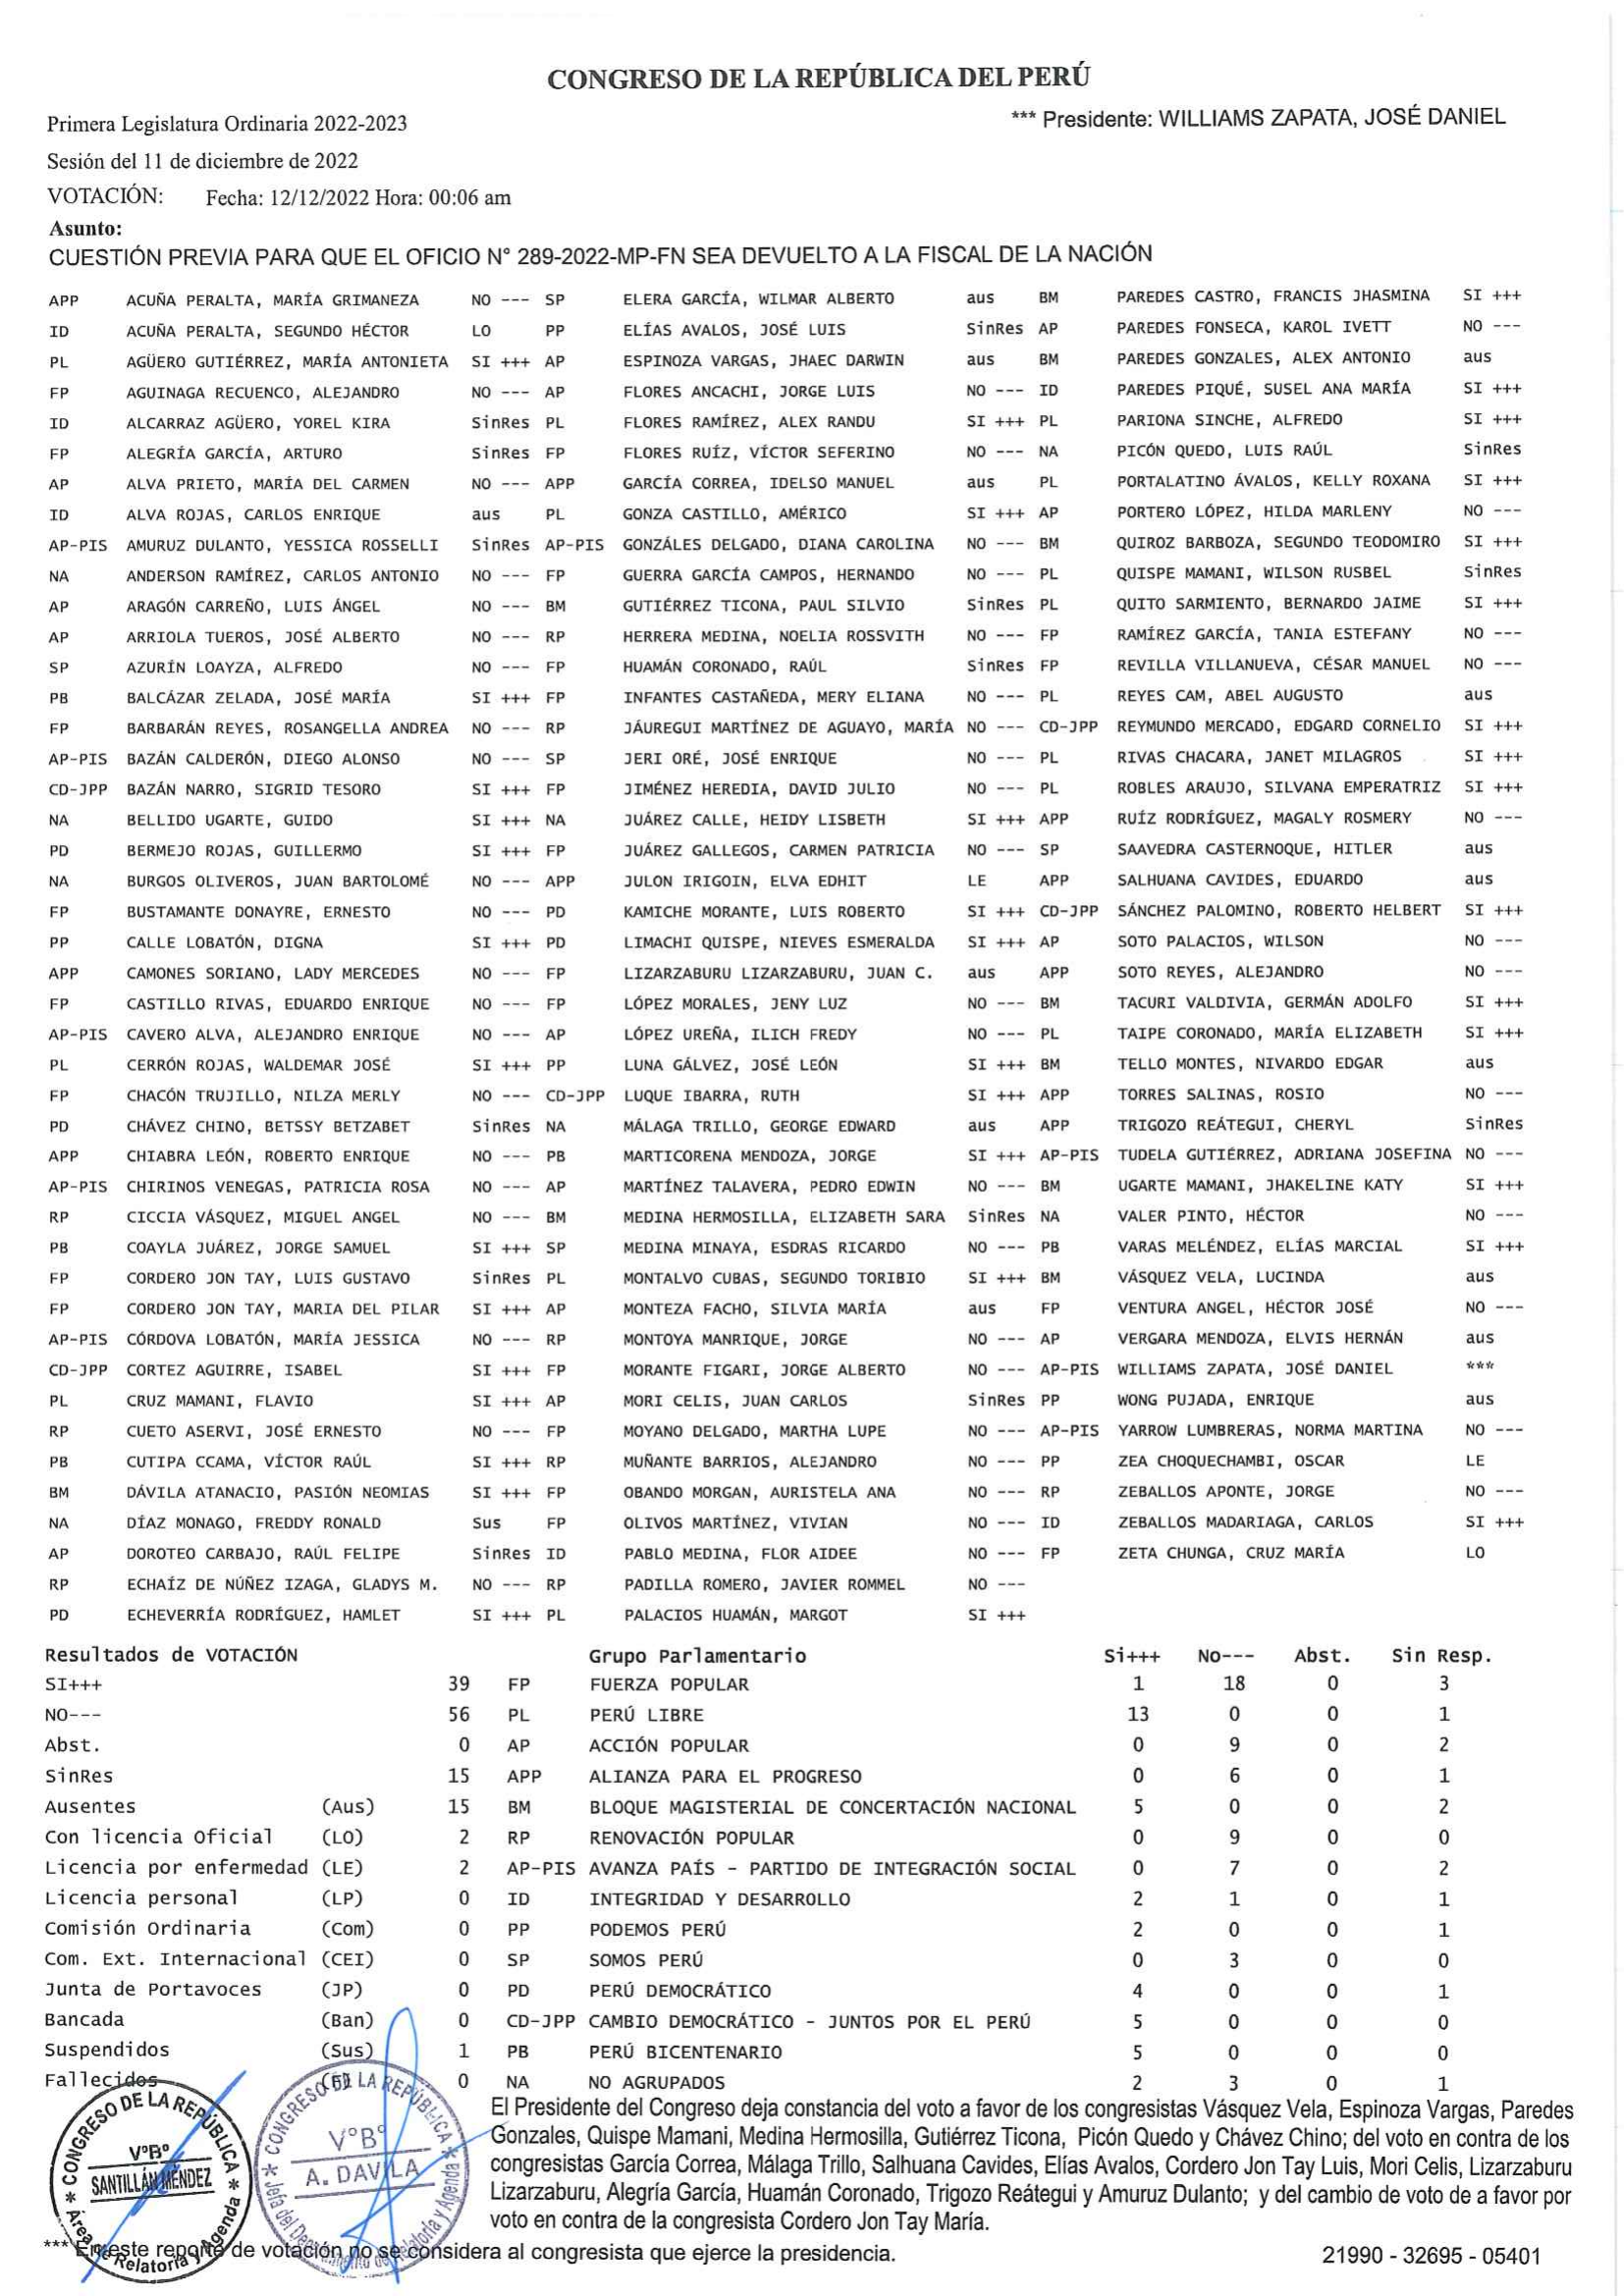 CONGRESO DE LA REPÚBLICA DEL PERÚ
Primera Legislatura Ordinaria 2022-2023
*** Presidente: WILLIAMS ZAPATA, JOSÉ DANIEL
Sesión del 11 de diciembre de 2022
VOTACIÓN: Fecha: 12/12/2022 Hora: 00:06 am
Asunto:
CUESTIÓN PREVIA PARA QUE EL OFICIO N° 289-2022-MP-FN SEA DEVUELTO A LA FISCAL DE LA NACIÓN
APP ACUÑA PERALTA, MARÍA GRIMANEZA NO --- SP ELERA GARCÍA, WILMAR ALBERTO aus BM PAREDES CASTRO, FRANCIS JHASMINA SI +++
ID ACUÑA PERALTA, SEGUNDO HÉCTOR LO PP ELÍAS AVALOS, JOSÉ LUIS SinRes AP PAREDES FONSECA, KAROL IVETT NO ---
PL AGÜERO GUTIÉRREZ, MARÍA ANTONIETA SI +++ AP ESPINOZA VARGAS, JHAEC DARWIN aus BM PAREDES GONZALES, ALEX ANTONIO aus
FP AGUINAGA RECUENCO, ALEJANDRO NO --- AP FLORES ANCACHI, JORGE LUIS NO --- ID PAREDES PIQUÉ, SUSEL ANA MARÍA SI +++
ID ALCARRAZ AGÜERO, YOREL KIRA SinRes PL FLORES RAMÍREZ, ALEX RANDU SI +++ PL PARIONA SINCHE, ALFREDO SI +++
FP ALEGRÍA GARCÍA, ARTURO SinRes FP FLORES RUÍZ, VÍCTOR SEFERINO NO --- NA PICÓN QUEDO, LUIS RAÚL SinRes
AP ALVA PRIETO, MARÍA DEL CARMEN NO --- APP GARCÍA CORREA, IDELSO MANUEL aus PL PORTALATINO ÁVALOS, KELLY ROXANA SI +++
ID ALVA ROJAS, CARLOS ENRIQUE aus PL GONZA CASTILLO, AMÉRICO SI +++ AP PORTERO LÓPEZ, HILDA MARLENY NO ---
AP-PIS AMURUZ DULANTO, YESSICA ROSSELLI SinRes AP-PIS GONZÁLES DELGADO, DIANA CAROLINA NO --- BM QUIROZ BARBOZA, SEGUNDO TEODOMIRO SI +++
NA ANDERSON RAMÍREZ, CARLOS ANTONIO NO --- FP GUERRA GARCÍA CAMPOS, HERNANDO NO --- PL QUISPE MAMANI, WILSON RUSBEL SinRes
AP ARAGÓN CARREÑO, LUIS ÁNGEL NO --- BM GUTIÉRREZ TICONA, PAUL SILVIO SinRes PL QUITO SARMIENTO, BERNARDO JAIME SI +++
AP ARRIOLA TUEROS, JOSÉ ALBERTO NO --- RP HERRERA MEDINA, NOELIA ROSSVITH NO --- FP RAMÍREZ GARCÍA, TANIA ESTEFANY NO ---
SP AZURÍN LOAYZA, ALFREDO NO --- FP HUAMÁN CORONADO, RAÚL SinRes FP REVILLA VILLANUEVA, CÉSAR MANUEL NO ---
PB BALCÁZAR ZELADA, JOSÉ MARÍA SI +++ FP INFANTES CASTAÑEDA, MERY ELIANA NO --- PL REYES CAM, ABEL AUGUSTO aus
FP BARBARÁN REYES, ROSANGELLA ANDREA NO --- RP JÁUREGUI MARTÍNEZ DE AGUAYO, MARÍA NO --- CD-JPP REYMUNDO MERCADO, EDGARD CORNELIO SI +++
AP-PIS BAZÁN CALDERÓN, DIEGO ALONSO NO --- SP JERI ORÉ, JOSÉ ENRIQUE NO --- PL RIVAS CHACARA, JANET MILAGROS SI +++
CD-JPP BAZÁN NARRO, SIGRID TESORO SI +++ FP JIMÉNEZ HEREDIA, DAVID JULIO NO --- PL ROBLES ARAUJO, SILVANA EMPERATRIZ SI +++
NA BELLIDO UGARTE, GUIDO SI +++ NA JUÁREZ CALLE, HEIDY LISBETH SI +++ APP RUÍZ RODRÍGUEZ, MAGALY ROSMERY NO ---
PD BERMEJO ROJAS, GUILLERMO SI +++ FP JUÁREZ GALLEGOS, CARMEN PATRICIA NO --- SP SAAVEDRA CASTERNOQUE, HITLER aus
NA BURGOS OLIVEROS, JUAN BARTOLOMÉ NO --- APP JULON IRIGOIN, ELVA EDHIT LE APP SALHUANA CAVIDES, EDUARDO aus
FP BUSTAMANTE DONAYRE, ERNESTO NO --- PD KAMICHE MORANTE, LUIS ROBERTO SI +++ CD-JPP SÁNCHEZ PALOMINO, ROBERTO HELBERT SI +++
PP CALLE LOBATÓN, DIGNA SI +++ PD LIMACHI QUISPE, NIEVES ESMERALDA SI +++ AP SOTO PALACIOS, WILSON NO ---
APP CAMONES SORIANO, LADY MERCEDES NO --- FP LIZARZABURU LIZARZABURU, JUAN C. aus APP SOTO REYES, ALEJANDRO NO ---
FP CASTILLO RIVAS, EDUARDO ENRIQUE NO --- FP LÓPEZ MORALES, JENY LUZ NO --- BM TACURI VALDIVIA, GERMÁN ADOLFO SI +++
AP-PIS CAVERO ALVA, ALEJANDRO ENRIQUE NO --- AP LÓPEZ UREÑA, ILICH FREDY NO --- PL TAIPE CORONADO, MARÍA ELIZABETH SI +++
PL CERRÓN ROJAS, WALDEMAR JOSÉ SI +++ PP LUNA GÁLVEZ, JOSÉ LEÓN SI +++ BM TELLO MONTES, NIVARDO EDGAR aus
FP CHACÓN TRUJILLO, NILZA MERLY NO --- CD-JPP LUQUE IBARRA, RUTH SI +++ APP TORRES SALINAS, ROSIO NO ---
PD CHÁVEZ CHINO, BETSSY BETZABET SinRes NA MÁLAGA TRILLO, GEORGE EDWARD aus APP TRIGOZO REÁTEGUI, CHERYL SinRes
APP CHIABRA LEÓN, ROBERTO ENRIQUE NO --- PB MARTICORENA MENDOZA, JORGE SI +++ AP-PIS TUDELA GUTIÉRREZ, ADRIANA JOSEFINA NO ---
AP-PIS CHIRINOS VENEGAS, PATRICIA ROSA NO --- AP MARTÍNEZ TALAVERA, PEDRO EDWIN NO --- BM UGARTE MAMANI, JHAKELINE KATY SI +++
RP CICCIA VÁSQUEZ, MIGUEL ANGEL NO --- BM MEDINA HERMOSILLA, ELIZABETH SARA SinRes NA VALER PINTO, HÉCTOR NO ---
PB COAYLA JUÁREZ, JORGE SAMUEL SI +++ SP MEDINA MINAYA, ESDRAS RICARDO NO --- PB VARAS MELÉNDEZ, ELÍAS MARCIAL SI +++
FP CORDERO JON TAY, LUIS GUSTAVO SinRes PL MONTALVO CUBAS, SEGUNDO TORIBIO SI +++ BM VÁSQUEZ VELA, LUCINDA aus
FP CORDERO JON TAY, MARIA DEL PILAR SI +++ AP MONTEZA FACHO, SILVIA MARÍA aus FP VENTURA ANGEL, HÉCTOR JOSÉ NO ---
AP-PIS CÓRDOVA LOBATÓN, MARÍA JESSICA NO --- RP MONTOYA MANRIQUE, JORGE NO --- AP VERGARA MENDOZA, ELVIS HERNÁN aus
CD-JPP CORTEZ AGUIRRE, ISABEL SI +++ FP MORANTE FIGARI, JORGE ALBERTO NO --- AP-PIS WILLIAMS ZAPATA, JOSÉ DANIEL ***
PL CRUZ MAMANI, FLAVIO SI +++ AP MORI CELIS, JUAN CARLOS SinRes PP WONG PUJADA, ENRIQUE aus
RP CUETO ASERVI, JOSÉ ERNESTO NO --- FP MOYANO DELGADO, MARTHA LUPE NO --- AP-PIS YARROW LUMBRERAS, NORMA MARTINA NO ---
PB CUTIPA CCAMA, VÍCTOR RAÚL SI +++ RP MUÑANTE BARRIOS, ALEJANDRO NO --- PP ZEA CHOQUECHAMBI, OSCAR LE
BM DÁVILA ATANACIO, PASIÓN NEOMIAS SI +++ FP OBANDO MORGAN, AURISTELA ANA NO --- RP ZEBALLOS APONTE, JORGE NO ---
NA DÍAZ MONAGO, FREDDY RONALD Sus FP OLIVOS MARTÍNEZ, VIVIAN NO --- ID ZEBALLOS MADARIAGA, CARLOS SI +++
AP DOROTEO CARBAJO, RAÚL FELIPE SinRes ID PABLO MEDINA, FLOR AIDEE NO --- FP ZETA CHUNGA, CRUZ MARÍA LO
RP ECHAÍZ DE NÚÑEZ IZAGA, GLADYS M. NO --- RP PADILLA ROMERO, JAVIER ROMMEL NO ---
PD ECHEVERRÍA RODRÍGUEZ, HAMLET SI +++ PL PALACIOS HUAMÁN, MARGOT SI +++
Resultados de VOTACIÓN Grupo Parlamentario Si+++ No--- Abst. Sin Resp.
SI+++ 39 FP FUERZA POPULAR 1 18 0 3
NO--- 56 PL PERÚ LIBRE 13 0 0 1
Abst. 0 AP ACCIÓN POPULAR 0 9 0 2
SinRes 15 APP ALIANZA PARA EL PROGRESO 0 6 0 1
Ausentes (Aus) 15 BM BLOQUE MAGISTERIAL DE CONCERTACIÓN NACIONAL 5 0 0 2
Con licencia Oficial (LO) 2 RP RENOVACIÓN POPULAR 0 9 0 0
Licencia por enfermedad (LE) 2 AP-PIS AVANZA PAÍS - PARTIDO DE INTEGRACIÓN SOCIAL 0 7 0 2
Licencia personal (LP) 0 ID INTEGRIDAD Y DESARROLLO 2 1 0 1
Comisión Ordinaria (Com) 0 PP PODEMOS PERÚ 2 0 0 1
Com. Ext. Internacional (CEI) 0 SP SOMOS PERÚ 0 3 0 0
Junta de Portavoces (JP) 0 PD PERÚ DEMOCRÁTICO 4 0 0 1
Bancada (Ban) 0 CD-JPP CAMBIO DEMOCRÁTICO - JUNTOS POR EL PERÚ 5 0 0 0
Suspendidos (Sus) 1 PB PERÚ BICENTENARIO 5 0 0 0
Fallecidos 0 NA NO AGRUPADOS 2 3 0 1
El Presidente del Congreso deja constancia del voto a favor de los congresistas Vásquez Vela, Espinoza Vargas, Paredes
Gonzales, Quispe Mamani, Medina Hermosilla, Gutiérrez Ticona, Picón Quedo y Chávez Chino; del voto en contra de los
congresistas García Correa, Málaga Trillo, Salhuana Cavides, Elías Avalos, Cordero Jon Tay Luis, Mori Celis, Lizarzaburu
Lizarzaburu, Alegría García, Huamán Coronado, Trigozo Reátegui y Amuruz Dulanto; y del cambio de voto de a favor por
voto en contra de la congresista Cordero Jon Tay María.
CONGRESO DE LA REPÚBLICA
V°B°
SANTILLÁN MÉNDEZ
Área de Relatoría y Agenda
CONGRESO DE LA REPÚBLICA
V°B°
A. DAVILA
Jefa del Departamento de Relatoría y Agenda
*** En este reporte de votación no se considera al congresista que ejerce la presidencia.
21990 - 32695 - 05401